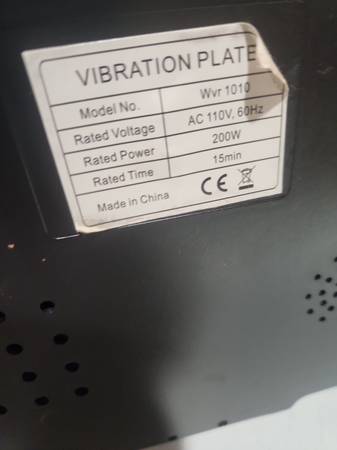 VIBRATION PLATE
Model No. Wvr 1010
Rated Voltage AC 110V, 60Hz
Rated Power 200W
Rated Time 15min
Made in China CE